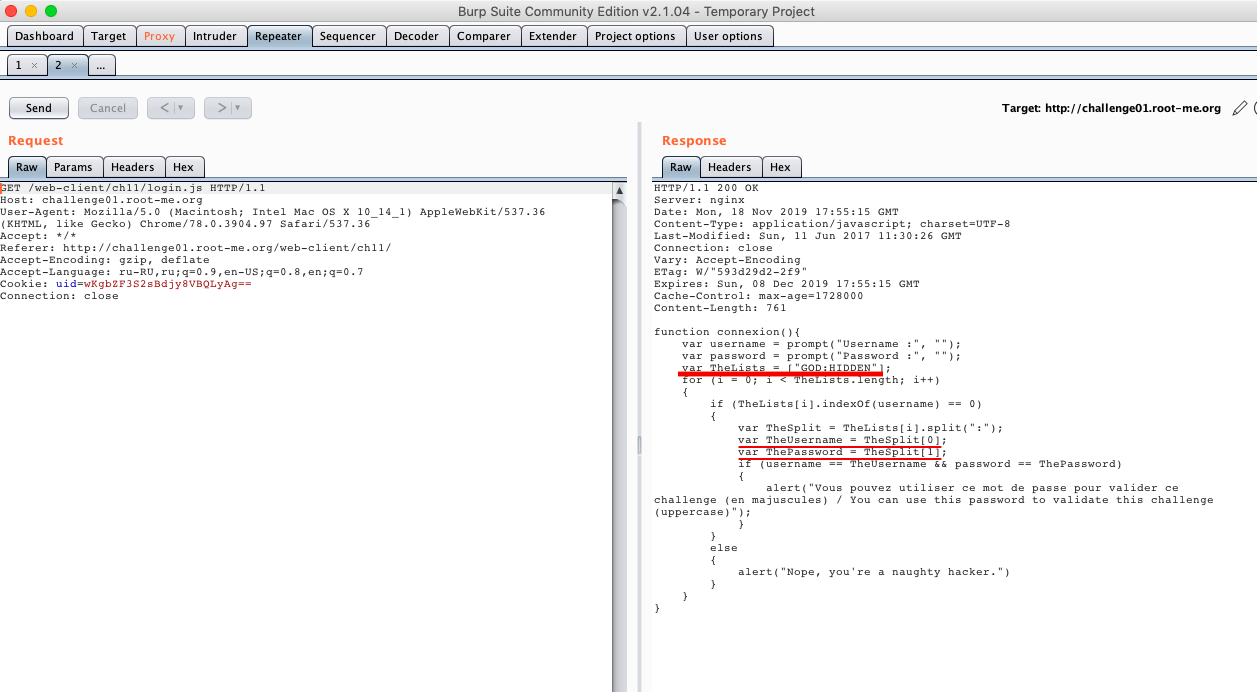 Burp Suite Community Edition v2.1.04 - Temporary Project
Dashboard Target Proxy Intruder Repeater Sequencer Decoder Comparer Extender Project options User options
1 × 2 × ...
Send Cancel < > Target: http://challenge01.root-me.org
Request
Raw Params Headers Hex
GET /web-client/ch11/login.js HTTP/1.1
Host: challenge01.root-me.org
User-Agent: Mozilla/5.0 (Macintosh; Intel Mac OS X 10_14_1) AppleWebKit/537.36
(KHTML, like Gecko) Chrome/78.0.3904.97 Safari/537.36
Accept: */*
Referer: http://challenge01.root-me.org/web-client/ch11/
Accept-Encoding: gzip, deflate
Accept-Language: ru-RU,ru;q=0.9,en-US;q=0.8,en;q=0.7
Cookie: uid=wKgbZF3S2sBdjy8VBQLyAg==
Connection: close
Response
Raw Headers Hex
HTTP/1.1 200 OK
Server: nginx
Date: Mon, 18 Nov 2019 17:55:15 GMT
Content-Type: application/javascript; charset=UTF-8
Last-Modified: Sun, 11 Jun 2017 11:30:26 GMT
Connection: close
Vary: Accept-Encoding
ETag: W/"593d29d2-2f9"
Expires: Sun, 08 Dec 2019 17:55:15 GMT
Cache-Control: max-age=1728000
Content-Length: 761
function connexion(){
var username = prompt("Username :", "");
var password = prompt("Password :", "");
var TheLists = ["GOD:HIDDEN"];
for (i = 0; i < TheLists.length; i++)
{
if (TheLists[i].indexOf(username) == 0)
{
var TheSplit = TheLists[i].split(":");
var TheUsername = TheSplit[0];
var ThePassword = TheSplit[1];
if (username == TheUsername && password == ThePassword)
{
alert("Vous pouvez utiliser ce mot de passe pour valider ce
challenge (en majuscules) / You can use this password to validate this challenge
(uppercase)");
}
}
else
{
alert("Nope, you're a naughty hacker.")
}
}
}